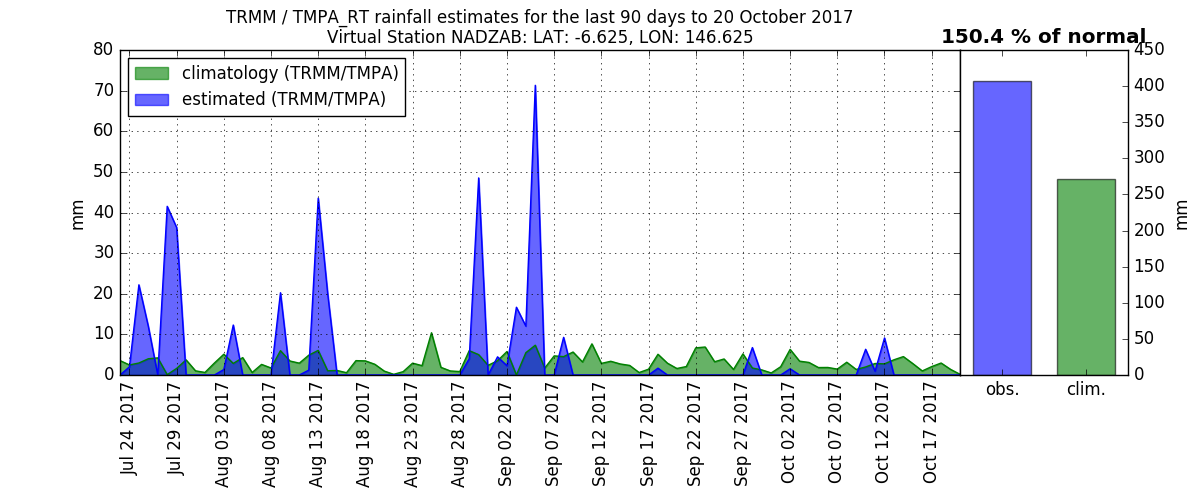 TRMM / TMPA_RT rainfall estimates for the last 90 days to 20 October 2017
Virtual Station NADZAB: LAT: -6.625, LON: 146.625
150.4 % of normal
climatology (TRMM/TMPA)
estimated (TRMM/TMPA)
mm
80
70
60
50
40
30
20
10
0
Jul 24 2017
Jul 29 2017
Aug 03 2017
Aug 08 2017
Aug 13 2017
Aug 18 2017
Aug 23 2017
Aug 28 2017
Sep 02 2017
Sep 07 2017
Sep 12 2017
Sep 17 2017
Sep 22 2017
Sep 27 2017
Oct 02 2017
Oct 07 2017
Oct 12 2017
Oct 17 2017
450
400
350
300
250
200
150
100
50
0
mm
obs.
clim.